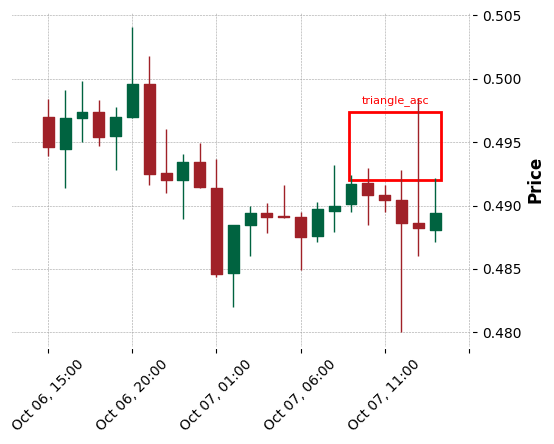 0.505
0.500
triangle_asc
0.495
0.490
0.485
0.480
Price
Oct 06, 15:00
Oct 06, 20:00
Oct 07, 01:00
Oct 07, 06:00
Oct 07, 11:00